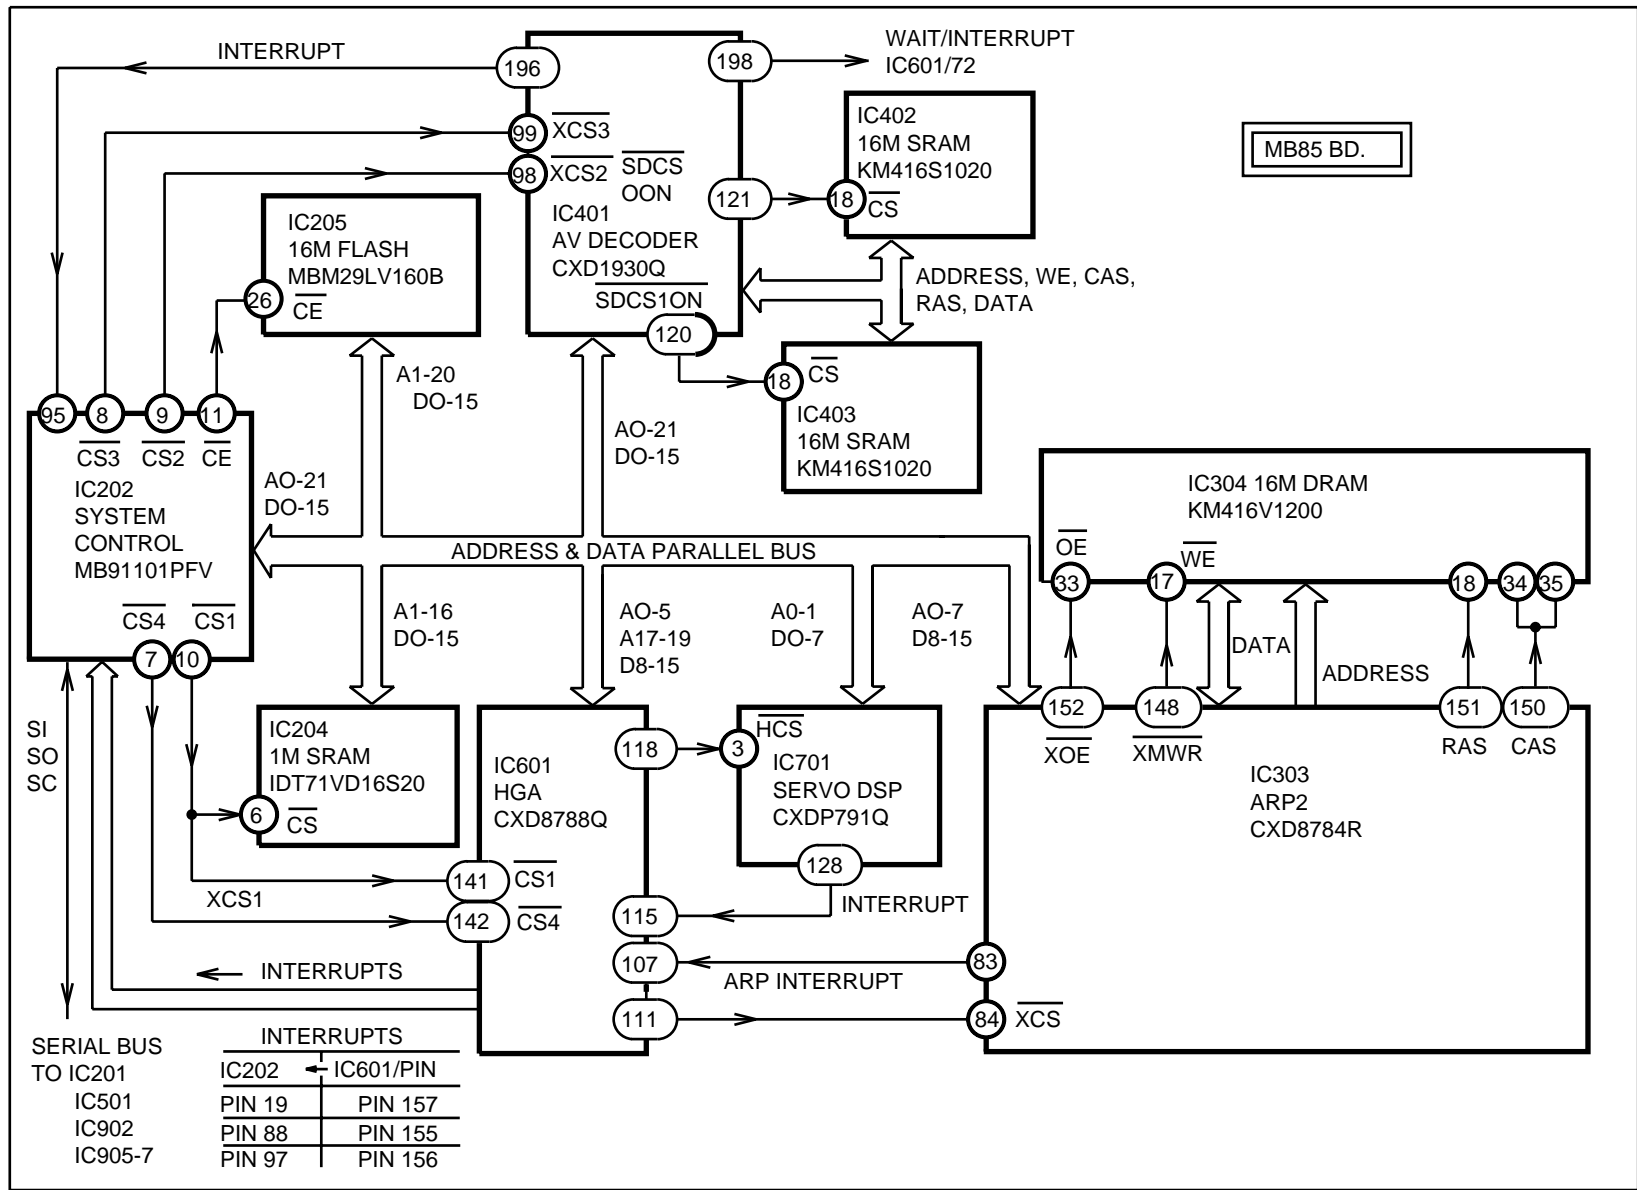 INTERRUPT
196
198
WAIT/INTERRUPT
IC601/72
99
XCS3
98
XCS2
SDCS
OON
IC401
AV DECODER
CXD1930Q
SDCS1ON
121
120
IC402
16M SRAM
KM416S1020
18
CS
MB85 BD.
ADDRESS, WE, CAS,
RAS, DATA
IC205
16M FLASH
MBM29LV160B
26
CE
18
CS
IC403
16M SRAM
KM416S1020
A1-20
DO-15
AO-21
DO-15
95
8
9
11
CS3
CS2
CE
IC202
SYSTEM
CONTROL
MB91101PFV
CS4
CS1
7
10
AO-21
DO-15
ADDRESS & DATA PARALLEL BUS
IC304 16M DRAM
KM416V1200
OE
WE
33
17
18
34
35
A1-16
DO-15
AO-5
A17-19
D8-15
A0-1
DO-7
AO-7
D8-15
DATA
ADDRESS
152
148
151
150
XOE
XMWR
RAS
CAS
IC303
ARP2
CXD8784R
83
84
XCS
SI
SO
SC
IC204
1M SRAM
IDT71VD16S20
6
CS
IC601
HGA
CXD8788Q
118
3
HCS
IC701
SERVO DSP
CXDP791Q
128
INTERRUPT
141
CS1
142
CS4
XCS1
115
107
111
ARP INTERRUPT
INTERRUPTS
SERIAL BUS
TO IC201
IC501
IC902
IC905-7
INTERRUPTS
IC202 IC601/PIN
PIN 19 PIN 157
PIN 88 PIN 155
PIN 97 PIN 156